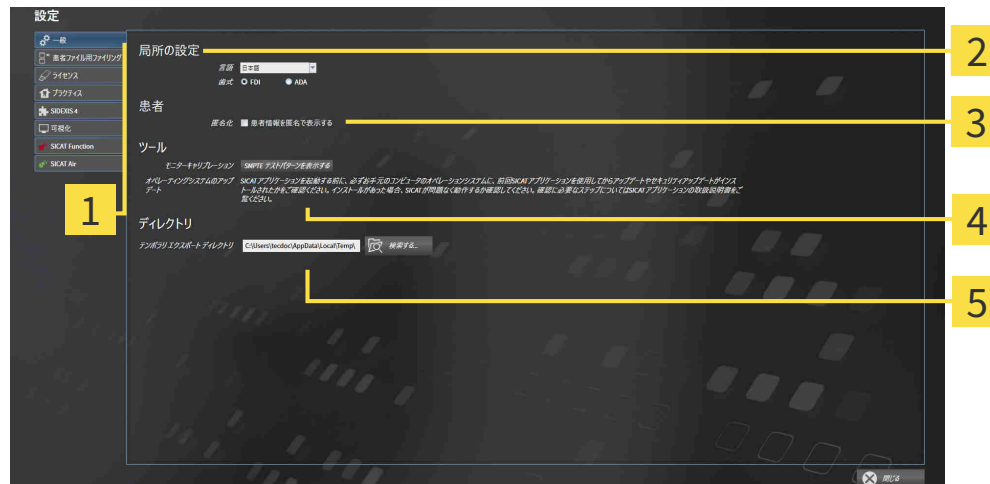 設定
一般
患者ファイル用ファイリング
ライセンス
プラクティス
SIDEXIS 4
可視化
SICAT Function
SICAT Air
局所の設定
言語 日本語
歯式 FDI ADA
患者
匿名化 患者情報を匿名で表示する
ツール
モニターキャリブレーション SMPTE テストパターンを表示する
オペレーティングシステムのアップデート
SICAT アプリケーションを起動する前に、必ずお手元のコンピュータのオペレーションシステムに、前回SICAT アプリケーションを使用してからアップデートやセキュリティアップデートがインス
トールされたかをご確認ください。インストールがあった場合、SICAT が問題なく動作するか確認してください。確認に必要なステップについてはSICAT アプリケーションの取扱説明書をご
覧ください。
ディレクトリ
テンポラリ エクスポート ディレクトリ C:\Users\tecdoc\AppData\Local\Temp\ 検索する...
閉じる
1
2
3
4
5